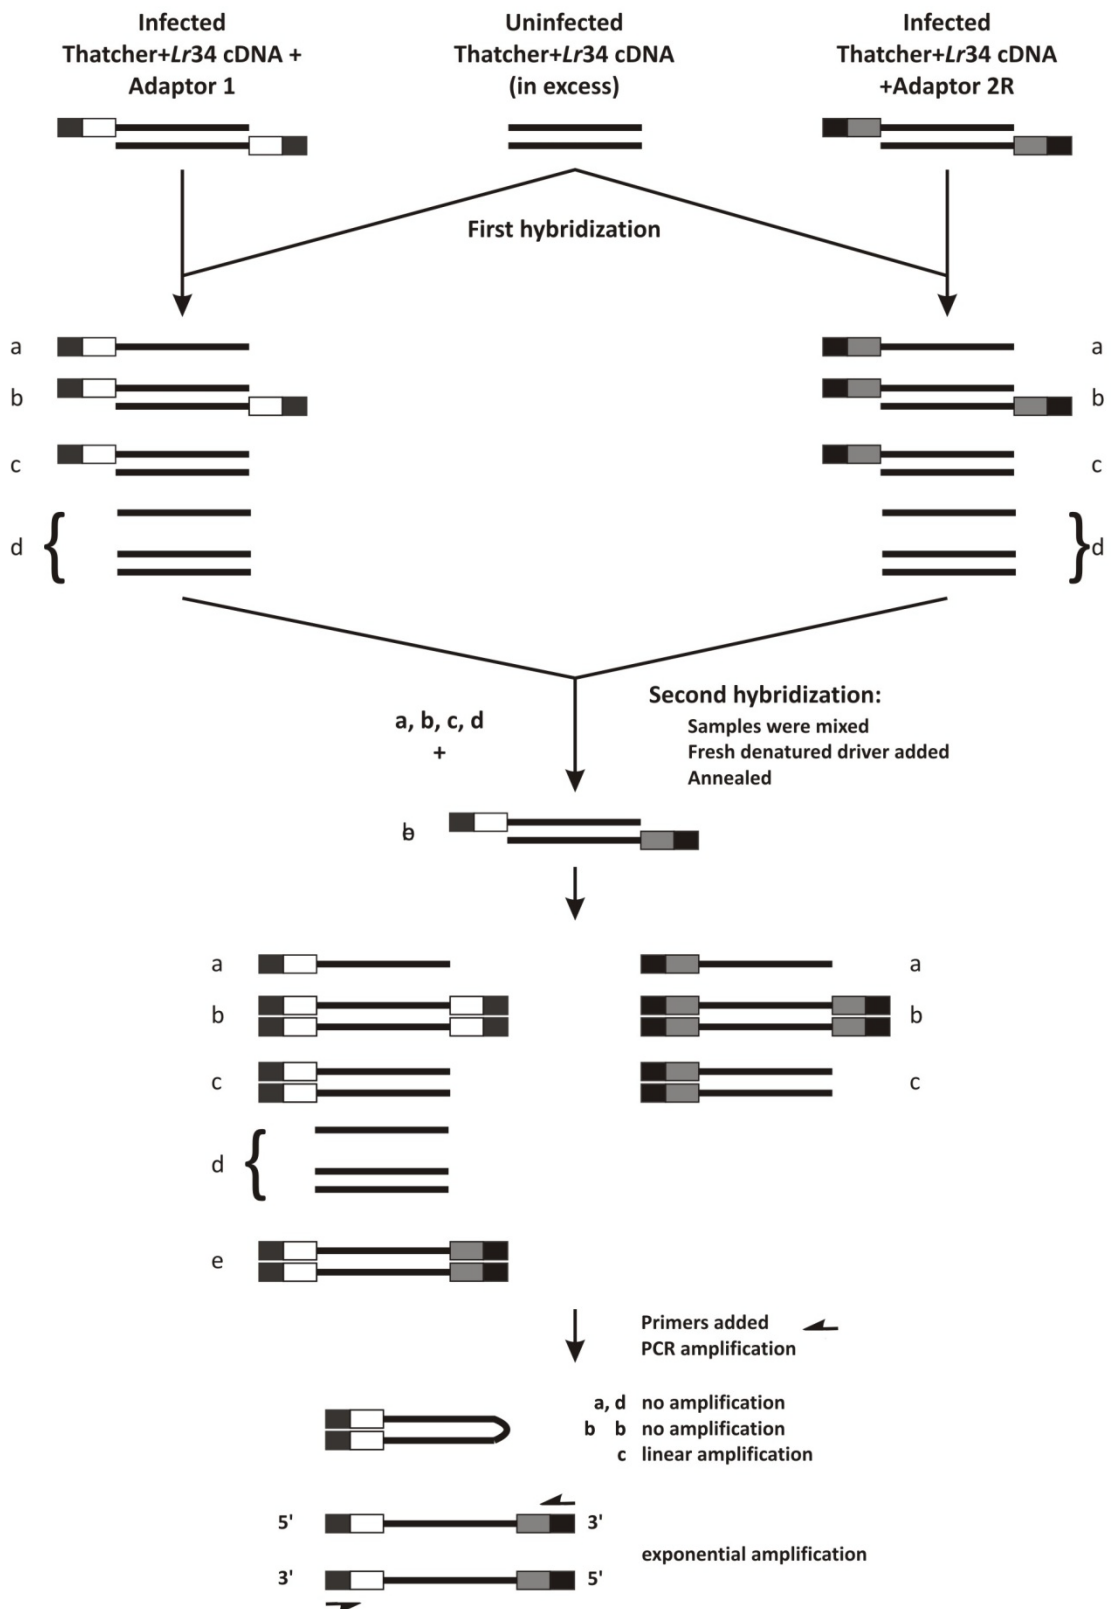 Infected
Thatcher+Lr34 cDNA +
Adaptor 1
Uninfected
Thatcher+Lr34 cDNA
(in excess)
Infected
Thatcher+Lr34 cDNA
+Adaptor 2R
First hybridization
a
b
c
d
{
a
b
c
d
}
a, b, c, d
+
Second hybridization:
Samples were mixed
Fresh denatured driver added
Annealed
a
b
c
d
{
e
a
b
c
Primers added
PCR amplification
a, d no amplification
b b no amplification
c linear amplification
5' 3'
exponential amplification
3' 5'